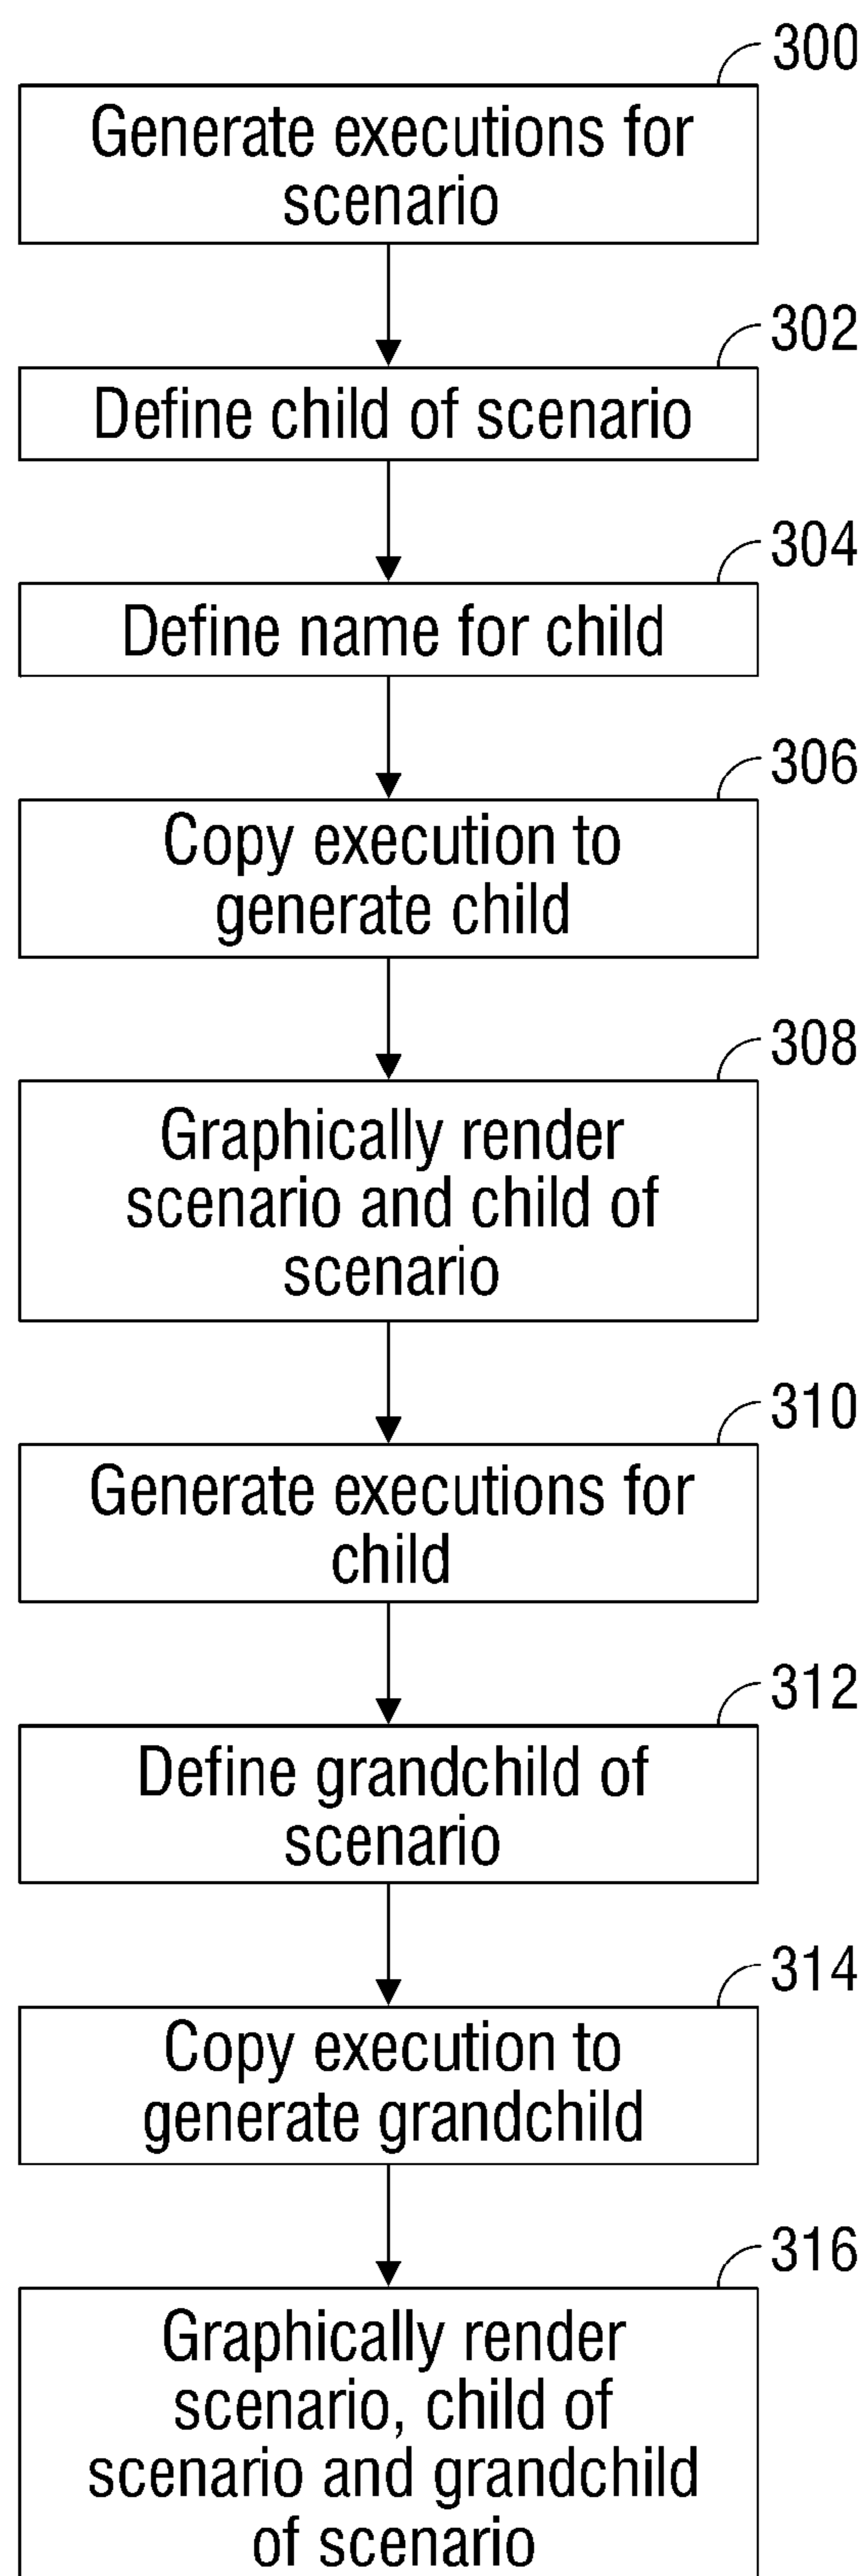 300
Generate executions for
scenario
302
Define child of scenario
304
Define name for child
306
Copy execution to
generate child
308
Graphically render
scenario and child of
scenario
310
Generate executions for
child
312
Define grandchild of
scenario
314
Copy execution to
generate grandchild
316
Graphically render
scenario, child of
scenario and grandchild
of scenario